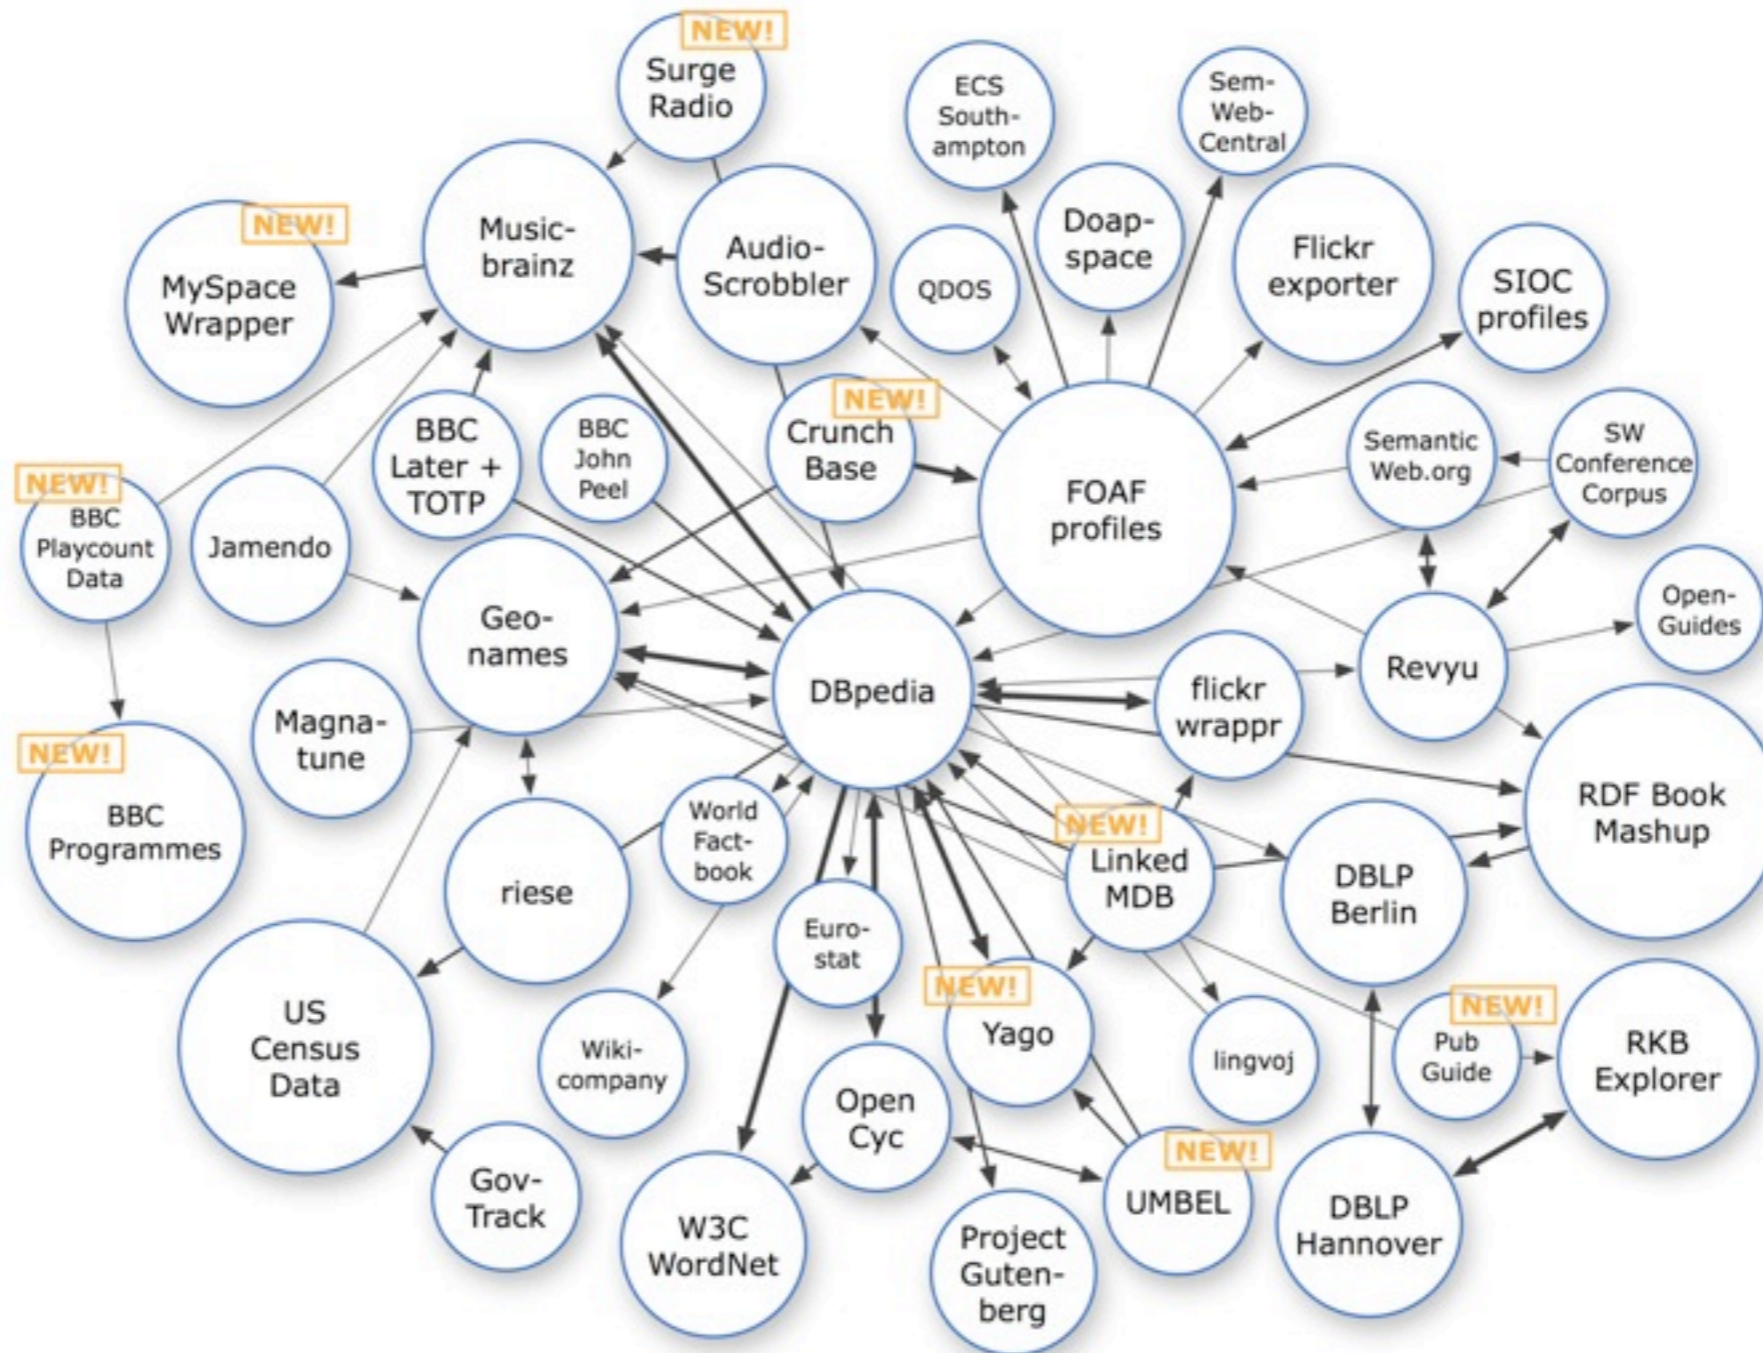 NEW!
Surge
Radio
ECS
South-
ampton
Sem-
Web-
Central
NEW!
MySpace
Wrapper
Music-
brainz
Audio-
Scrobbler
QDOS
Doap-
space
Flickr
exporter
SIOC
profiles
NEW!
BBC
Playcount
Data
Jamendo
BBC
Later +
TOTP
BBC
John
Peel
NEW!
Crunch
Base
FOAF
profiles
Semantic
Web.org
SW
Conference
Corpus
Open-
Guides
Geo-
names
DBpedia
flickr
wrappr
Revyu
Magna-
tune
NEW!
BBC
Programmes
riese
World
Fact-
book
NEW!
Linked
MDB
DBLP
Berlin
RDF Book
Mashup
Euro-
stat
US
Census
Data
Wiki-
company
NEW!
Yago
lingvoj
NEW!
Pub
Guide
RKB
Explorer
Open
Cyc
Gov-
Track
W3C
WordNet
Project
Guten-
berg
NEW!
UMBEL
DBLP
Hannover